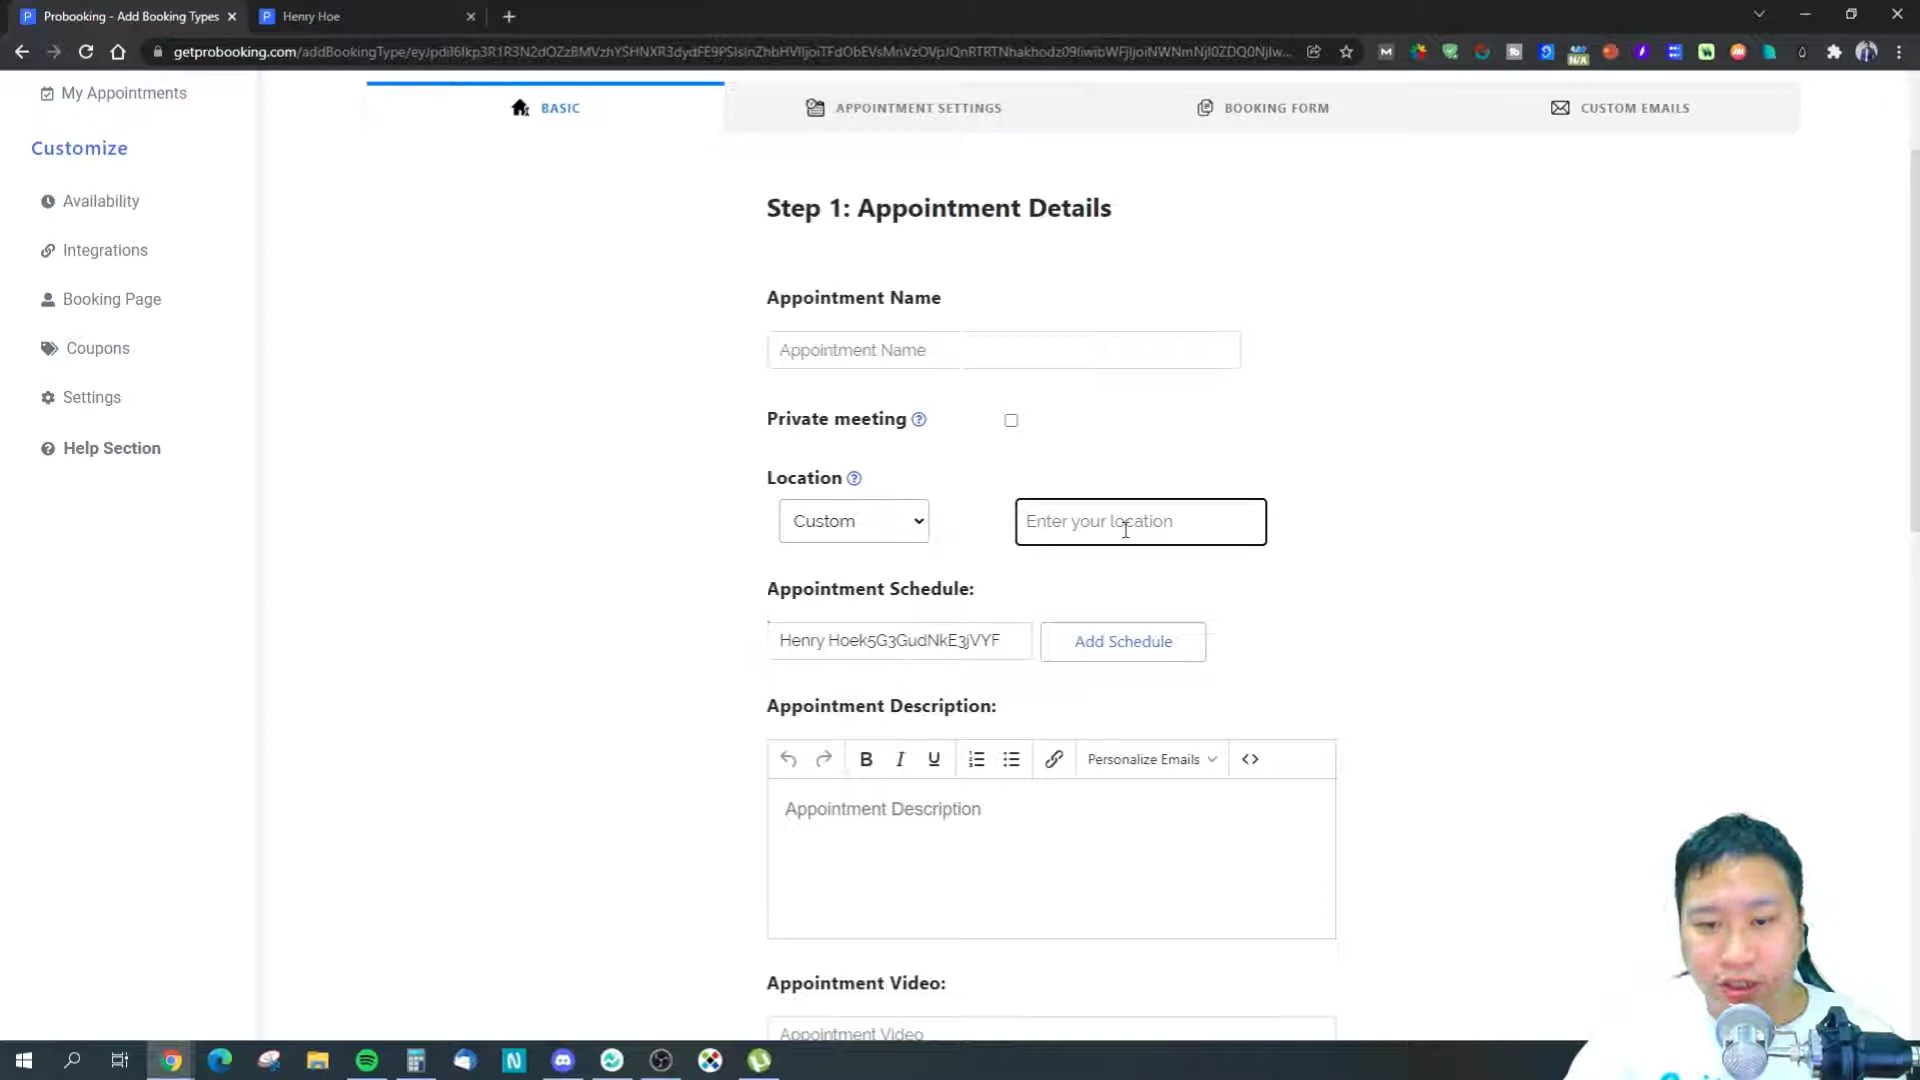 Probooking - Add Booking Types
Henry Hoe
My Appointments
Customize
Availability
Integrations
Booking Page
Coupons
Settings
Help Section
BASIC
APPOINTMENT SETTINGS
BOOKING FORM
CUSTOM EMAILS
Step 1: Appointment Details
Appointment Name
Appointment Name
Private meeting
Location
Custom
Enter your location
Appointment Schedule:
Henry Hoek5G3GudNkE3jVYF
Add Schedule
Appointment Description:
B I U Personalize Emails <>
Appointment Description
Appointment Video:
Appointment Video